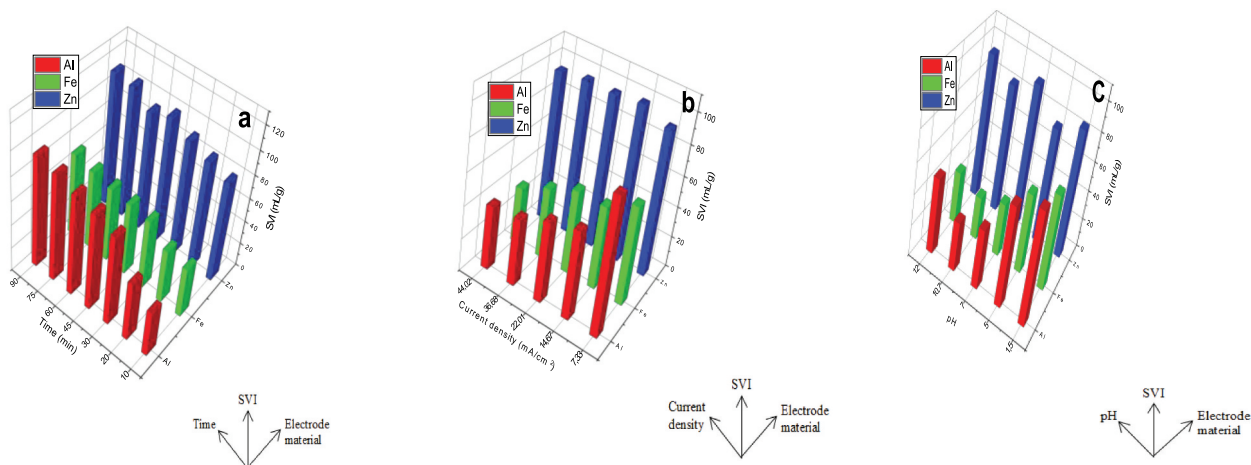 a
Al
Fe
Zn
120
100
80
60
40
20
0
SVI (mL/g)
90
75
60
45
30
20
10
Time (min)
Al
Fe
Zn
SVI
Time
Electrode
material
b
Al
Fe
Zn
100
80
60
40
20
0
SVI (mL/g)
44,02
36,68
22,01
14,67
7,33
Current density (mA/cm²)
Al
Fe
Zn
SVI
Current
density
Electrode
material
C
Al
Fe
Zn
100
80
60
40
20
0
SVI (mL/g)
12
10,7
7
5
1,5
pH
Al
Fe
Zn
SVI
pH
Electrode
material